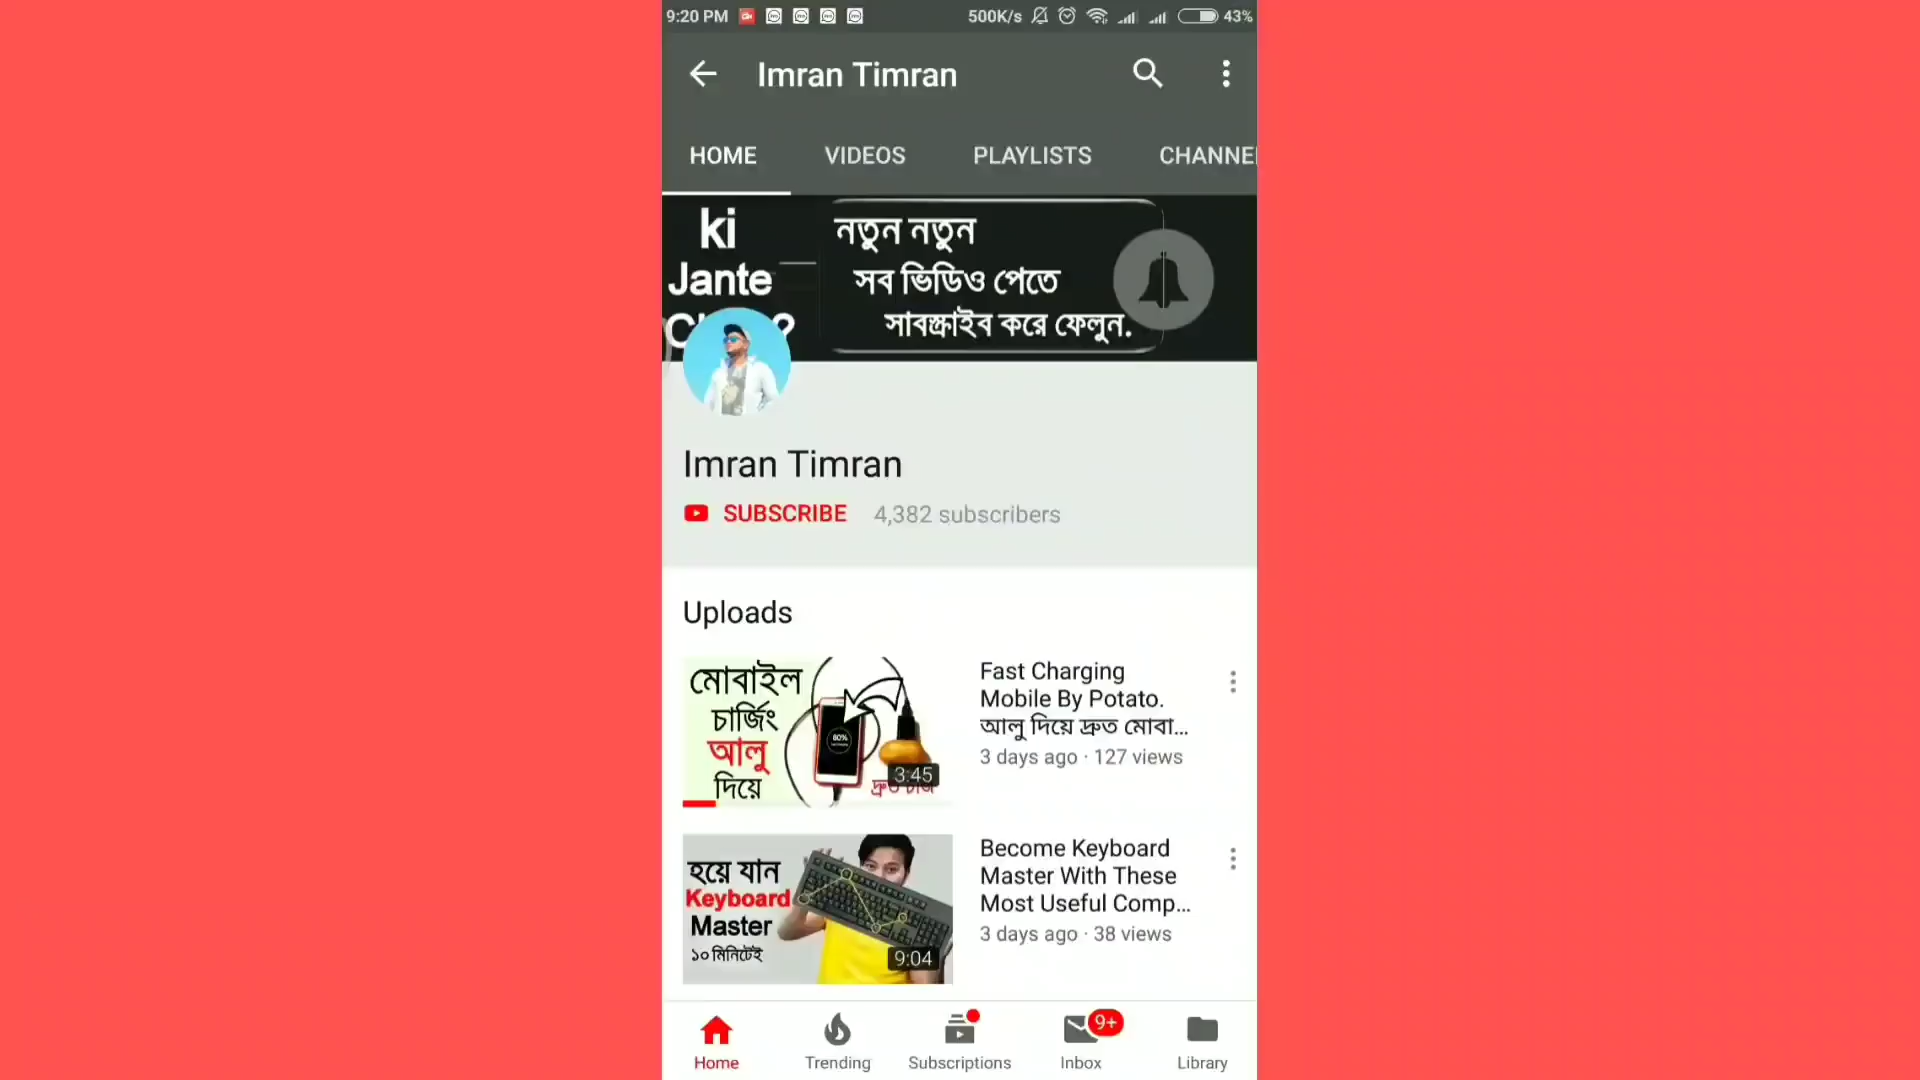 9:20 PM
500K/s
43%
Imran Timran
HOME
VIDEOS
PLAYLISTS
CHANNE
ki
Jante
নতুন নতুন
সব ভিডিও পেতে
সাবস্ক্রাইব করে ফেলুন.
Imran Timran
SUBSCRIBE
4,382 subscribers
Uploads
মোবাইল
চার্জিং
আলু
দিয়ে
80%
3:45
Fast Charging
Mobile By Potato.
আলু দিয়ে দ্রুত মোবা...
3 days ago · 127 views
হয়ে যান
Keyboard
Master
১০ মিনিটেই
9:04
Become Keyboard
Master With These
Most Useful Comp...
3 days ago · 38 views
Home
Trending
Subscriptions
9+
Inbox
Library